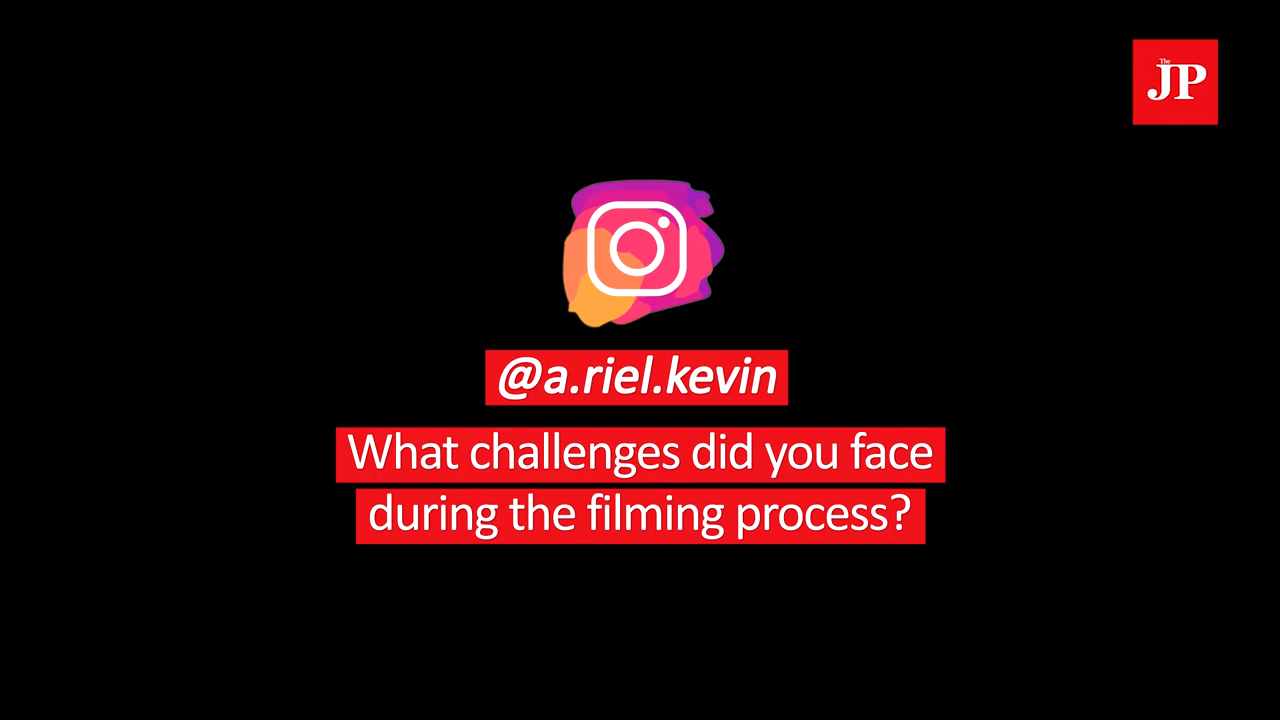 The
JP
@a.riel.kevin
What challenges did you face
during the filming process?